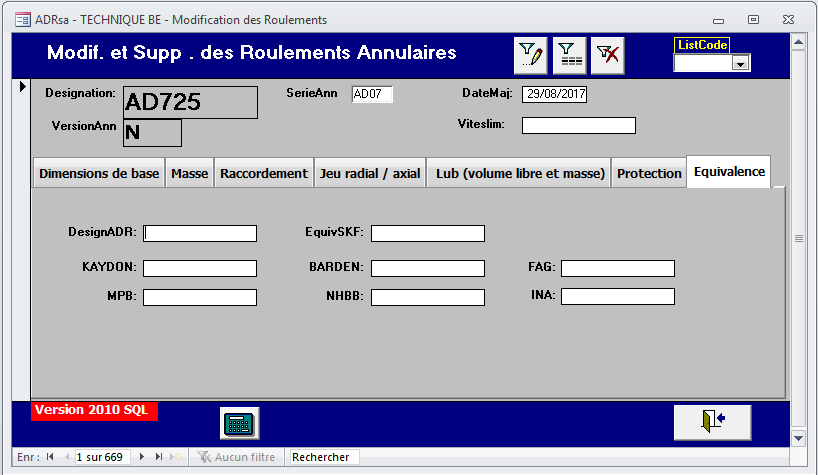 ADRsa - TECHNIQUE BE - Modification des Roulements
Modif. et Supp . des Roulements Annulaires
ListCode
Designation: AD725 SerieAnn AD07 DateMaj: 29/08/2017
VersionAnn N Viteslim:
Dimensions de base Masse Raccordement Jeu radial / axial Lub (volume libre et masse) Protection Equivalence
DesignADR: EquivSKF:
KAYDON: BARDEN: FAG:
MPB: NHBB: INA:
Version 2010 SQL
Enr : 1 sur 669 Aucun filtre Rechercher